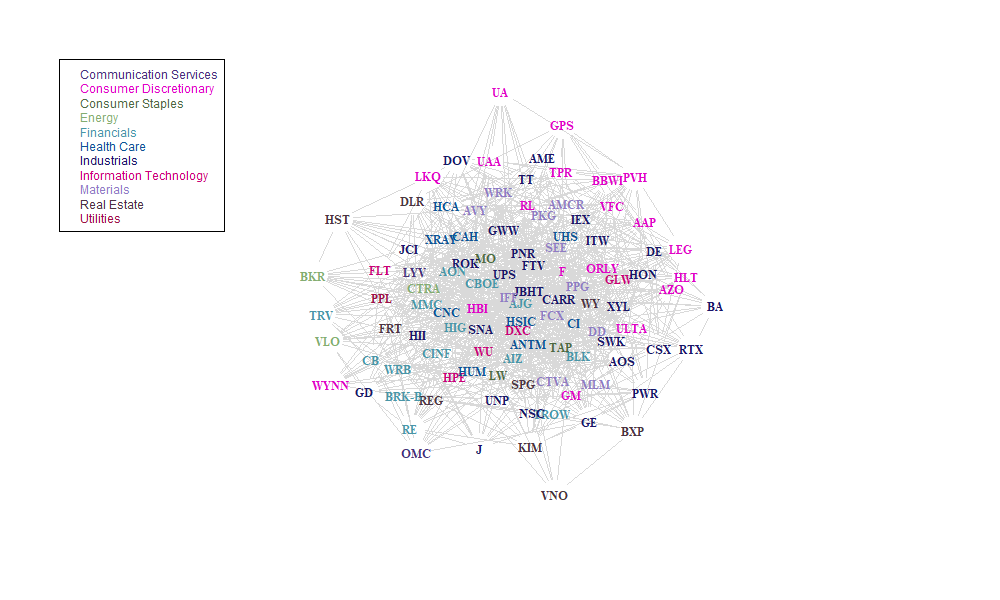 Communication Services
Consumer Discretionary
Consumer Staples
Energy
Financials
Health Care
Industrials
Information Technology
Materials
Real Estate
Utilities
UA
GPS
DOV
UAA
AME
LKQ
TT
TPR
BBWI
PVH
DLR
HCA
AVY
WRK
RL
PKG
AMCR
IEX
VFC
HST
AAP
XRAY
CAH
GWW
UHS
ITW
JCI
ROK
MO
PNR
SEE
DE
LEG
BKR
FLT
LYV
AON
UPS
FTV
F
ORLY
GLW
HON
HLT
PPL
CTRA
CBOE
JBHT
PPG
AZO
TRV
MMC
CNC
HBI
IFF
AJG
CARR
WY
XYL
BA
VLO
FRT
HII
HIG
SNA
HSIC
DXC
FCX
CI
DD
ULTA
SWK
CB
CINF
WU
ANTM
AIZ
TAP
BLK
AOS
CSX
RTX
WYNN
GD
WRB
HPE
HUM
LW
SPG
CTVA
MLM
GM
PWR
BRK-B
REG
UNP
NSC
TROW
GE
BXP
RE
OMC
J
KIM
VNO